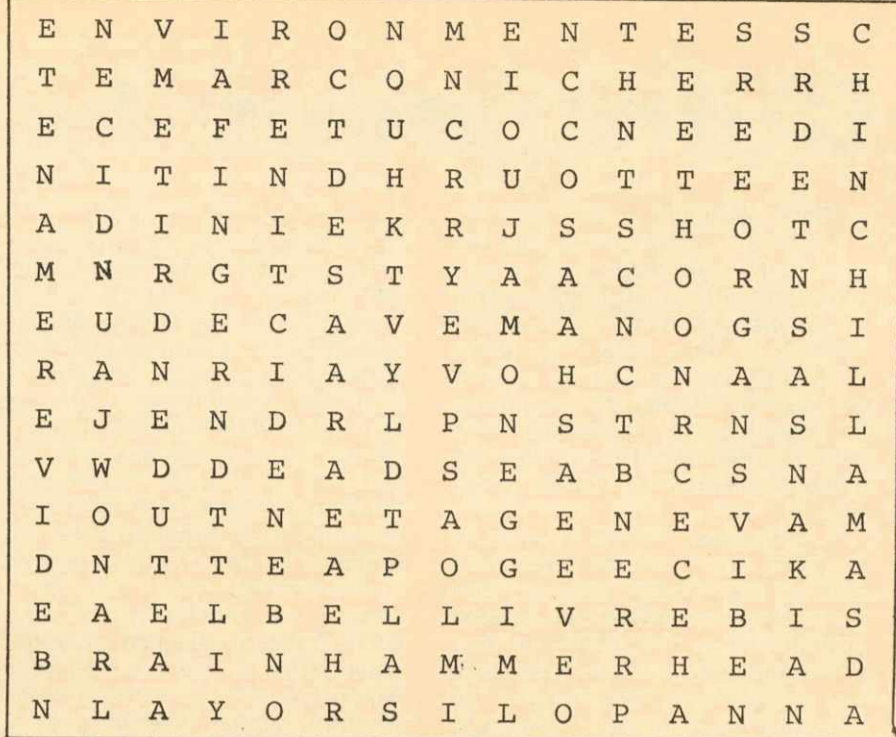 E N V I R O N M E N T E S S C
T E M A R C O N I C H E R R H
E C E F E T U C O C N E E D I
N I T I N D H R U O T T E E N
A D I N I E K R J S S H O T C
M N R G T S T Y A A C O R N H
E U D E C A V E M A N O G S I
R A N R I A Y V O H C N A A L
E J E N D R L P N S T R N S L
V W D D E A D S E A B C S N A
I O U T N E T A G E N E V A M
D N T T E A P O G E E C I K A
E A E L B E L L I V R E B I S
B R A I N H A M M E R H E A D
N L A Y O R S I L O P A N N A